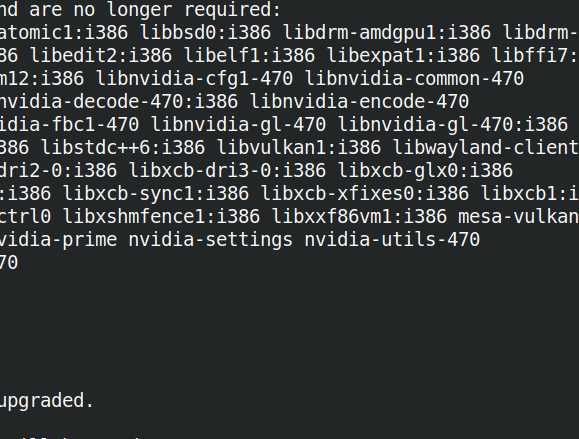 nd are no longer required:
atomic1:i386 libbsd0:i386 libdrm-amdgpu1:i386 libdrm-
86 libedit2:i386 libelf1:i386 libexpat1:i386 libffi7:
m12:i386 libnvidia-cfg1-470 libnvidia-common-470
nvidia-decode-470:i386 libnvidia-encode-470
idia-fbc1-470 libnvidia-gl-470 libnvidia-gl-470:i386
386 libstdc++6:i386 libvulkan1:i386 libwayland-client
dri2-0:i386 libxcb-dri3-0:i386 libxcb-glx0:i386
:i386 libxcb-sync1:i386 libxcb-xfixes0:i386 libxcb1:i
ctrl0 libxshmfence1:i386 libxxf86vm1:i386 mesa-vulkan
vidia-prime nvidia-settings nvidia-utils-470
70
upgraded.